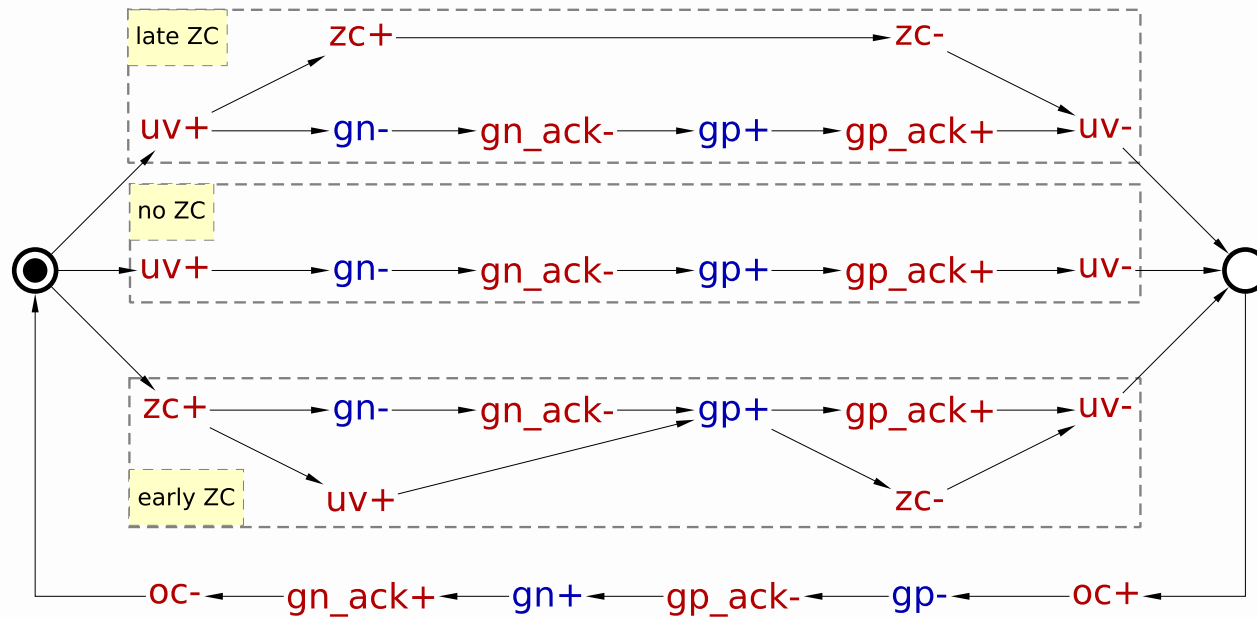 late ZC
zc+ zc-
uv+ gn- gn_ack- gp+ gp_ack+ uv-
no ZC
uv+ gn- gn_ack- gp+ gp_ack+ uv-
zc+ gn- gn_ack- gp+ gp_ack+ uv-
early ZC
uv+ zc-
oc- gn_ack+ gn+ gp_ack- gp- oc+